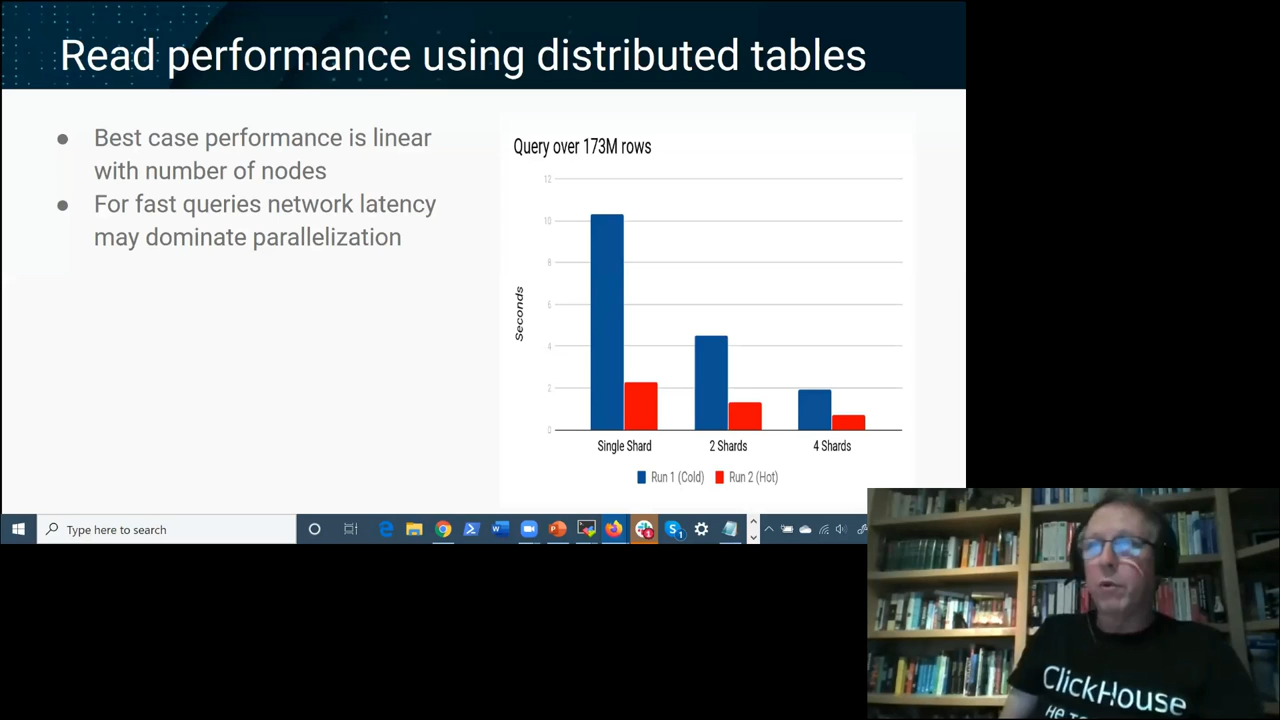 Read performance using distributed tables
● Best case performance is linear
with number of nodes
● For fast queries network latency
may dominate parallelization
Query over 173M rows
12
10
8
6
4
2
0
Seconds
Single Shard
2 Shards
4 Shards
Run 1 (Cold)
Run 2 (Hot)
Type here to search
ClickHouse
не